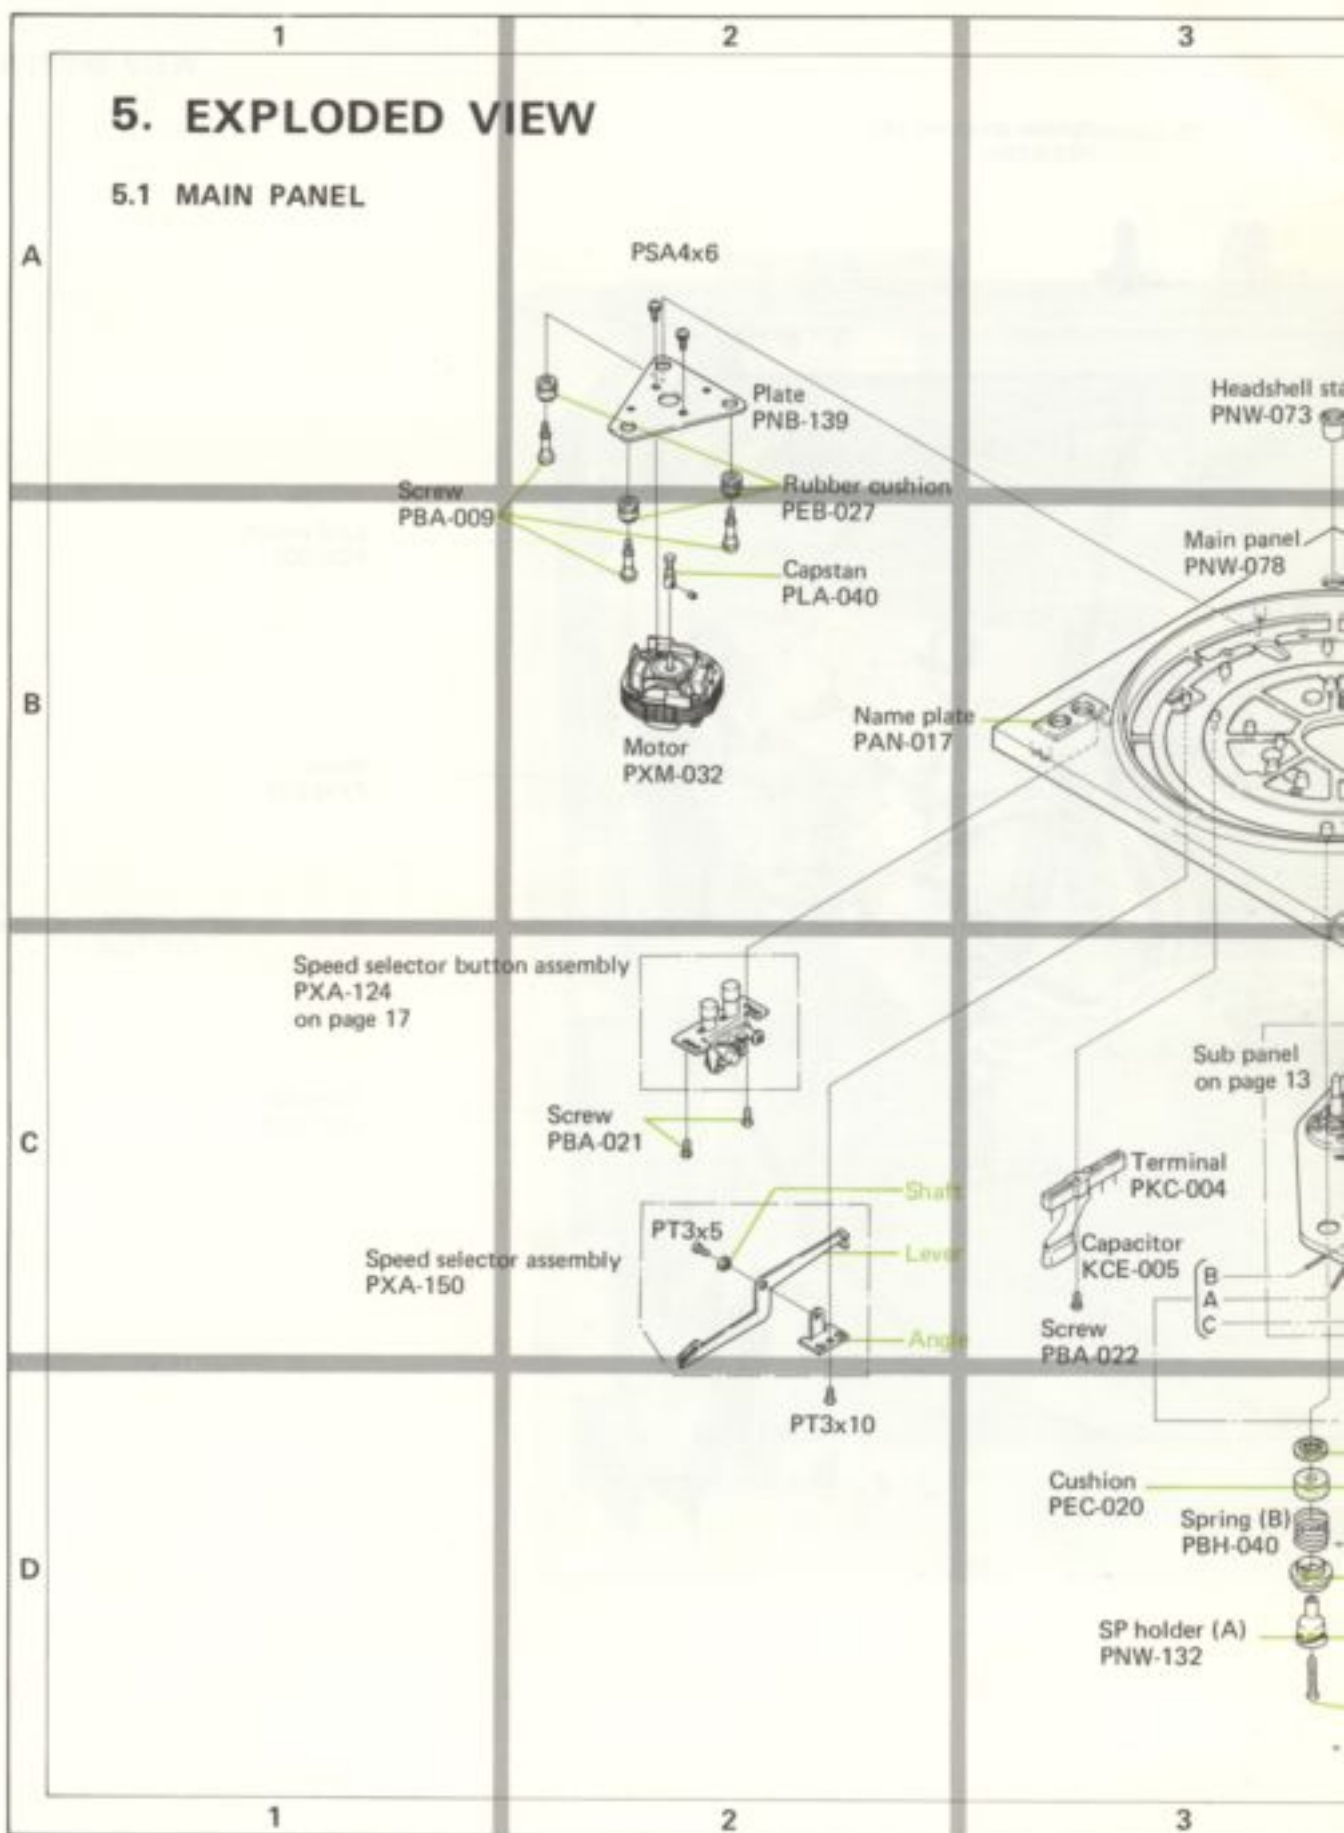 1 2 3
5. EXPLODED VIEW
5.1 MAIN PANEL
A
PSA4x6
Plate
PNB-139
Headshell
PNW-073
Screw
PBA-009
Rubber cushion
PEB-027
Capstan
PLA-040
Main panel
PNW-078
B
Motor
PXM-032
Name plate
PAN-017
Speed selector button assembly
PXA-124
on page 17
Sub panel
on page 13
C
Screw
PBA-021
Terminal
PKC-004
Shaft
PT3x5
Lever
Speed selector assembly
PXA-150
Capacitor
KCE-005
B
A
C
Angle
Screw
PBA-022
PT3x10
D
Cushion
PEC-020
Spring (B)
PBH-040
SP holder (A)
PNW-132
1 2 3